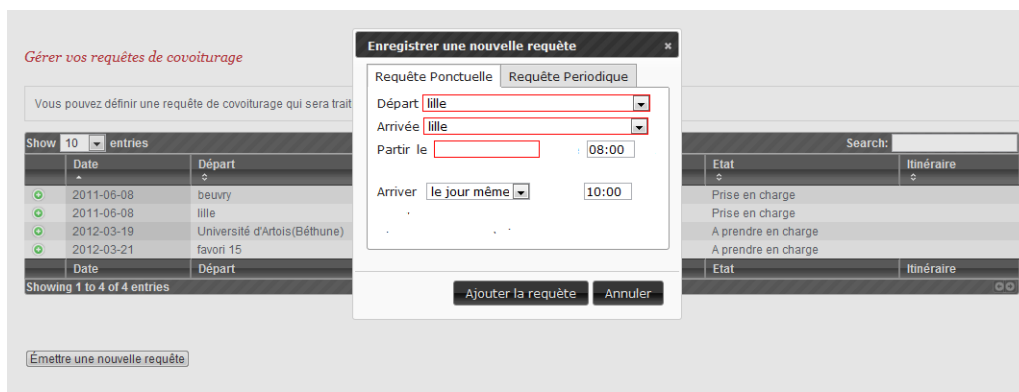 Gérer vos requêtes de covoiturage
Enregistrer une nouvelle requète ×
Requête Ponctuelle Requête Periodique
Vous pouvez définir une requête de covoiturage qui sera trait
Départ lille
Arrivée lille
Partir le : 08:00
Arriver le jour même 10:00
Ajouter la requète Annuler
Show 10 entries Search:
Date Départ Etat Itinéraire
2011-06-08 beuvry Prise en charge
2011-06-08 lille Prise en charge
2012-03-19 Université d'Artois(Béthune) A prendre en charge
2012-03-21 favori 15 A prendre en charge
Date Départ Etat Itinéraire
Showing 1 to 4 of 4 entries
Émettre une nouvelle requête